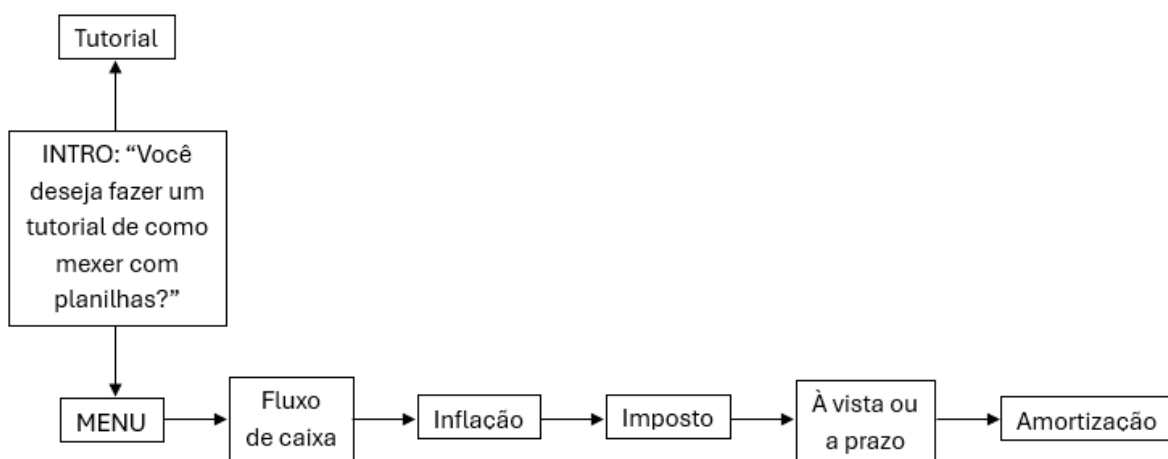 Tutorial
INTRO: “Você
deseja fazer um
tutorial de como
mexer com
planilhas?”
MENU
Fluxo
de caixa
Inflação
Imposto
À vista ou
a prazo
Amortização